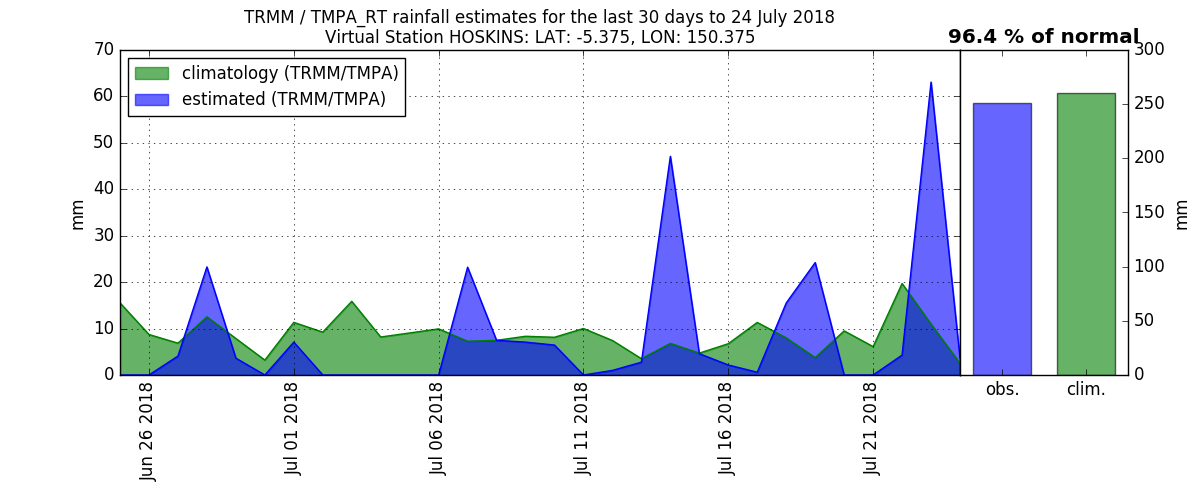 TRMM / TMPA_RT rainfall estimates for the last 30 days to 24 July 2018
Virtual Station HOSKINS: LAT: -5.375, LON: 150.375
96.4 % of normal
climatology (TRMM/TMPA)
estimated (TRMM/TMPA)
mm
70
60
50
40
30
20
10
0
Jun 26 2018
Jul 01 2018
Jul 06 2018
Jul 11 2018
Jul 16 2018
Jul 21 2018
obs.
clim.
300
250
200
150
100
50
0
mm